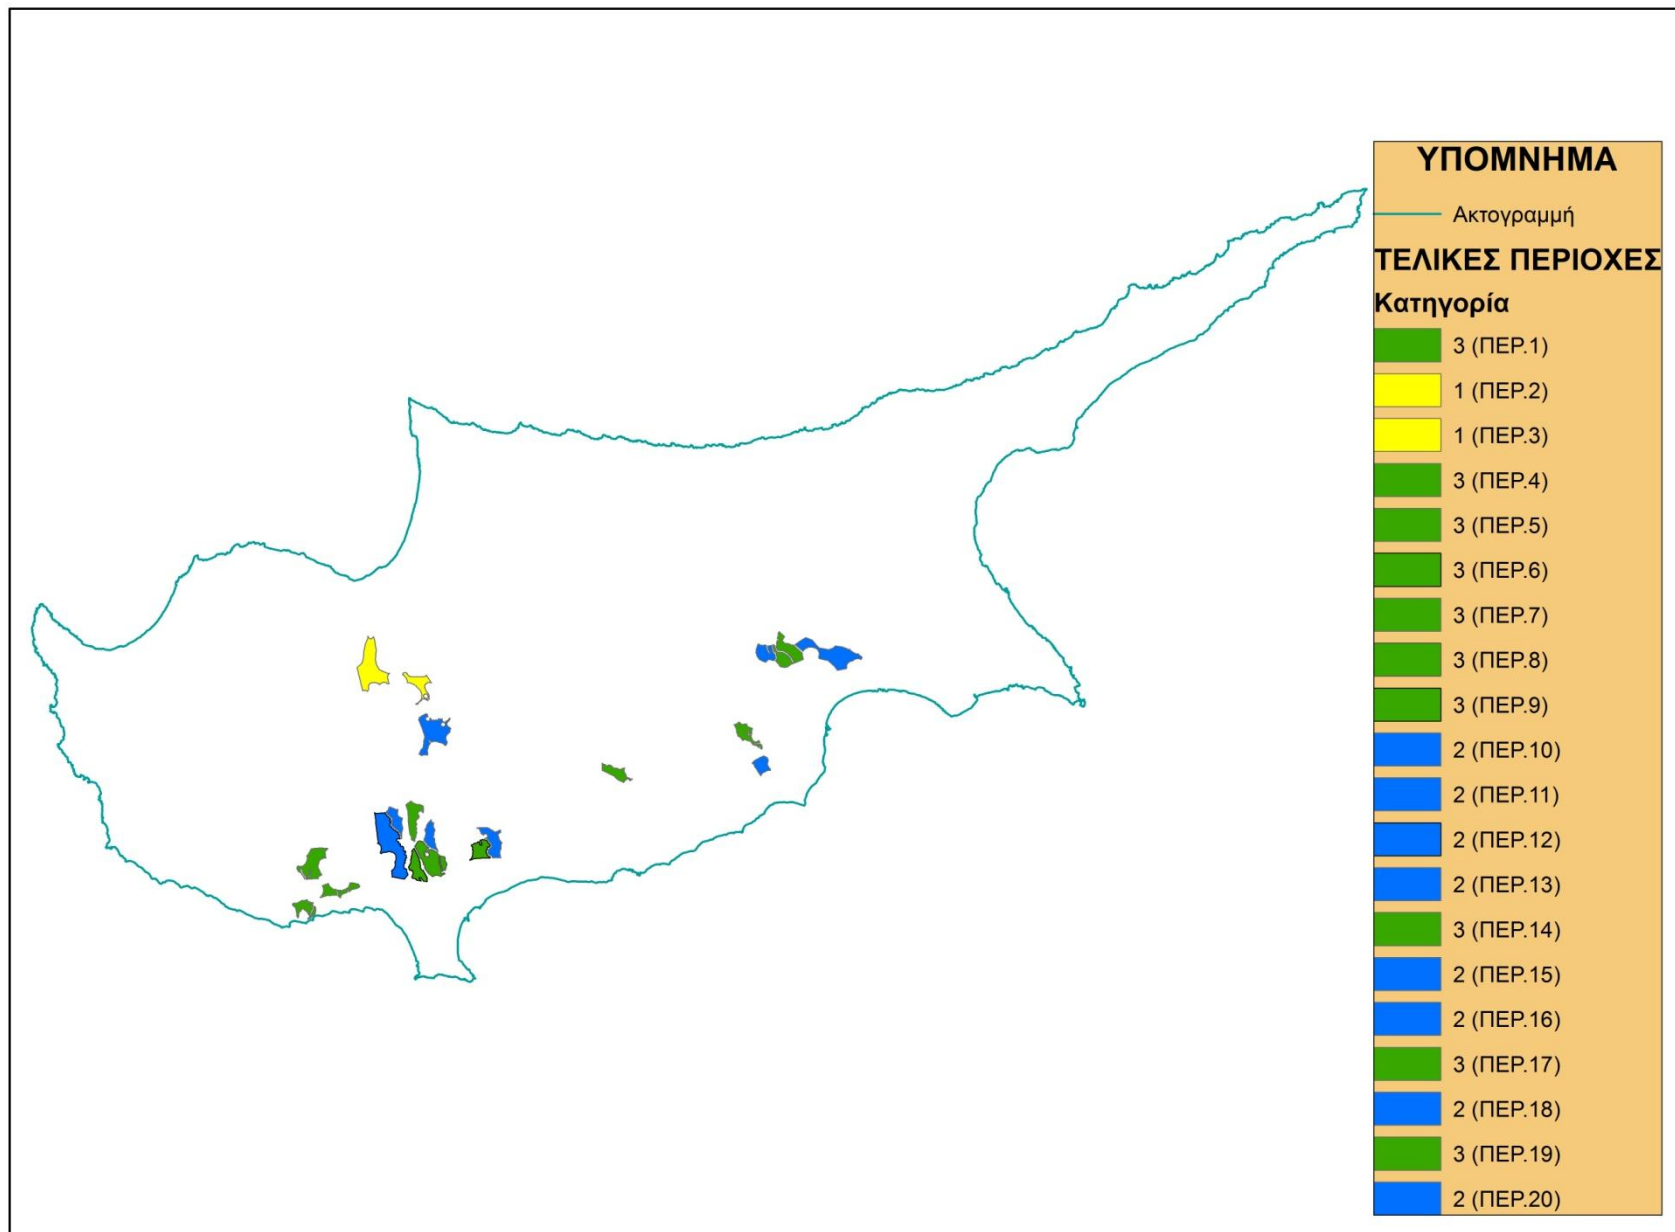 ΥΠΟΜΝΗΜΑ
Ακτογραμμή
ΤΕΛΙΚΕΣ ΠΕΡΙΟΧΕΣ
Κατηγορία
3 (ΠΕΡ.1)
1 (ΠΕΡ.2)
1 (ΠΕΡ.3)
3 (ΠΕΡ.4)
3 (ΠΕΡ.5)
3 (ΠΕΡ.6)
3 (ΠΕΡ.7)
3 (ΠΕΡ.8)
3 (ΠΕΡ.9)
2 (ΠΕΡ.10)
2 (ΠΕΡ.11)
2 (ΠΕΡ.12)
2 (ΠΕΡ.13)
3 (ΠΕΡ.14)
2 (ΠΕΡ.15)
2 (ΠΕΡ.16)
3 (ΠΕΡ.17)
2 (ΠΕΡ.18)
3 (ΠΕΡ.19)
2 (ΠΕΡ.20)